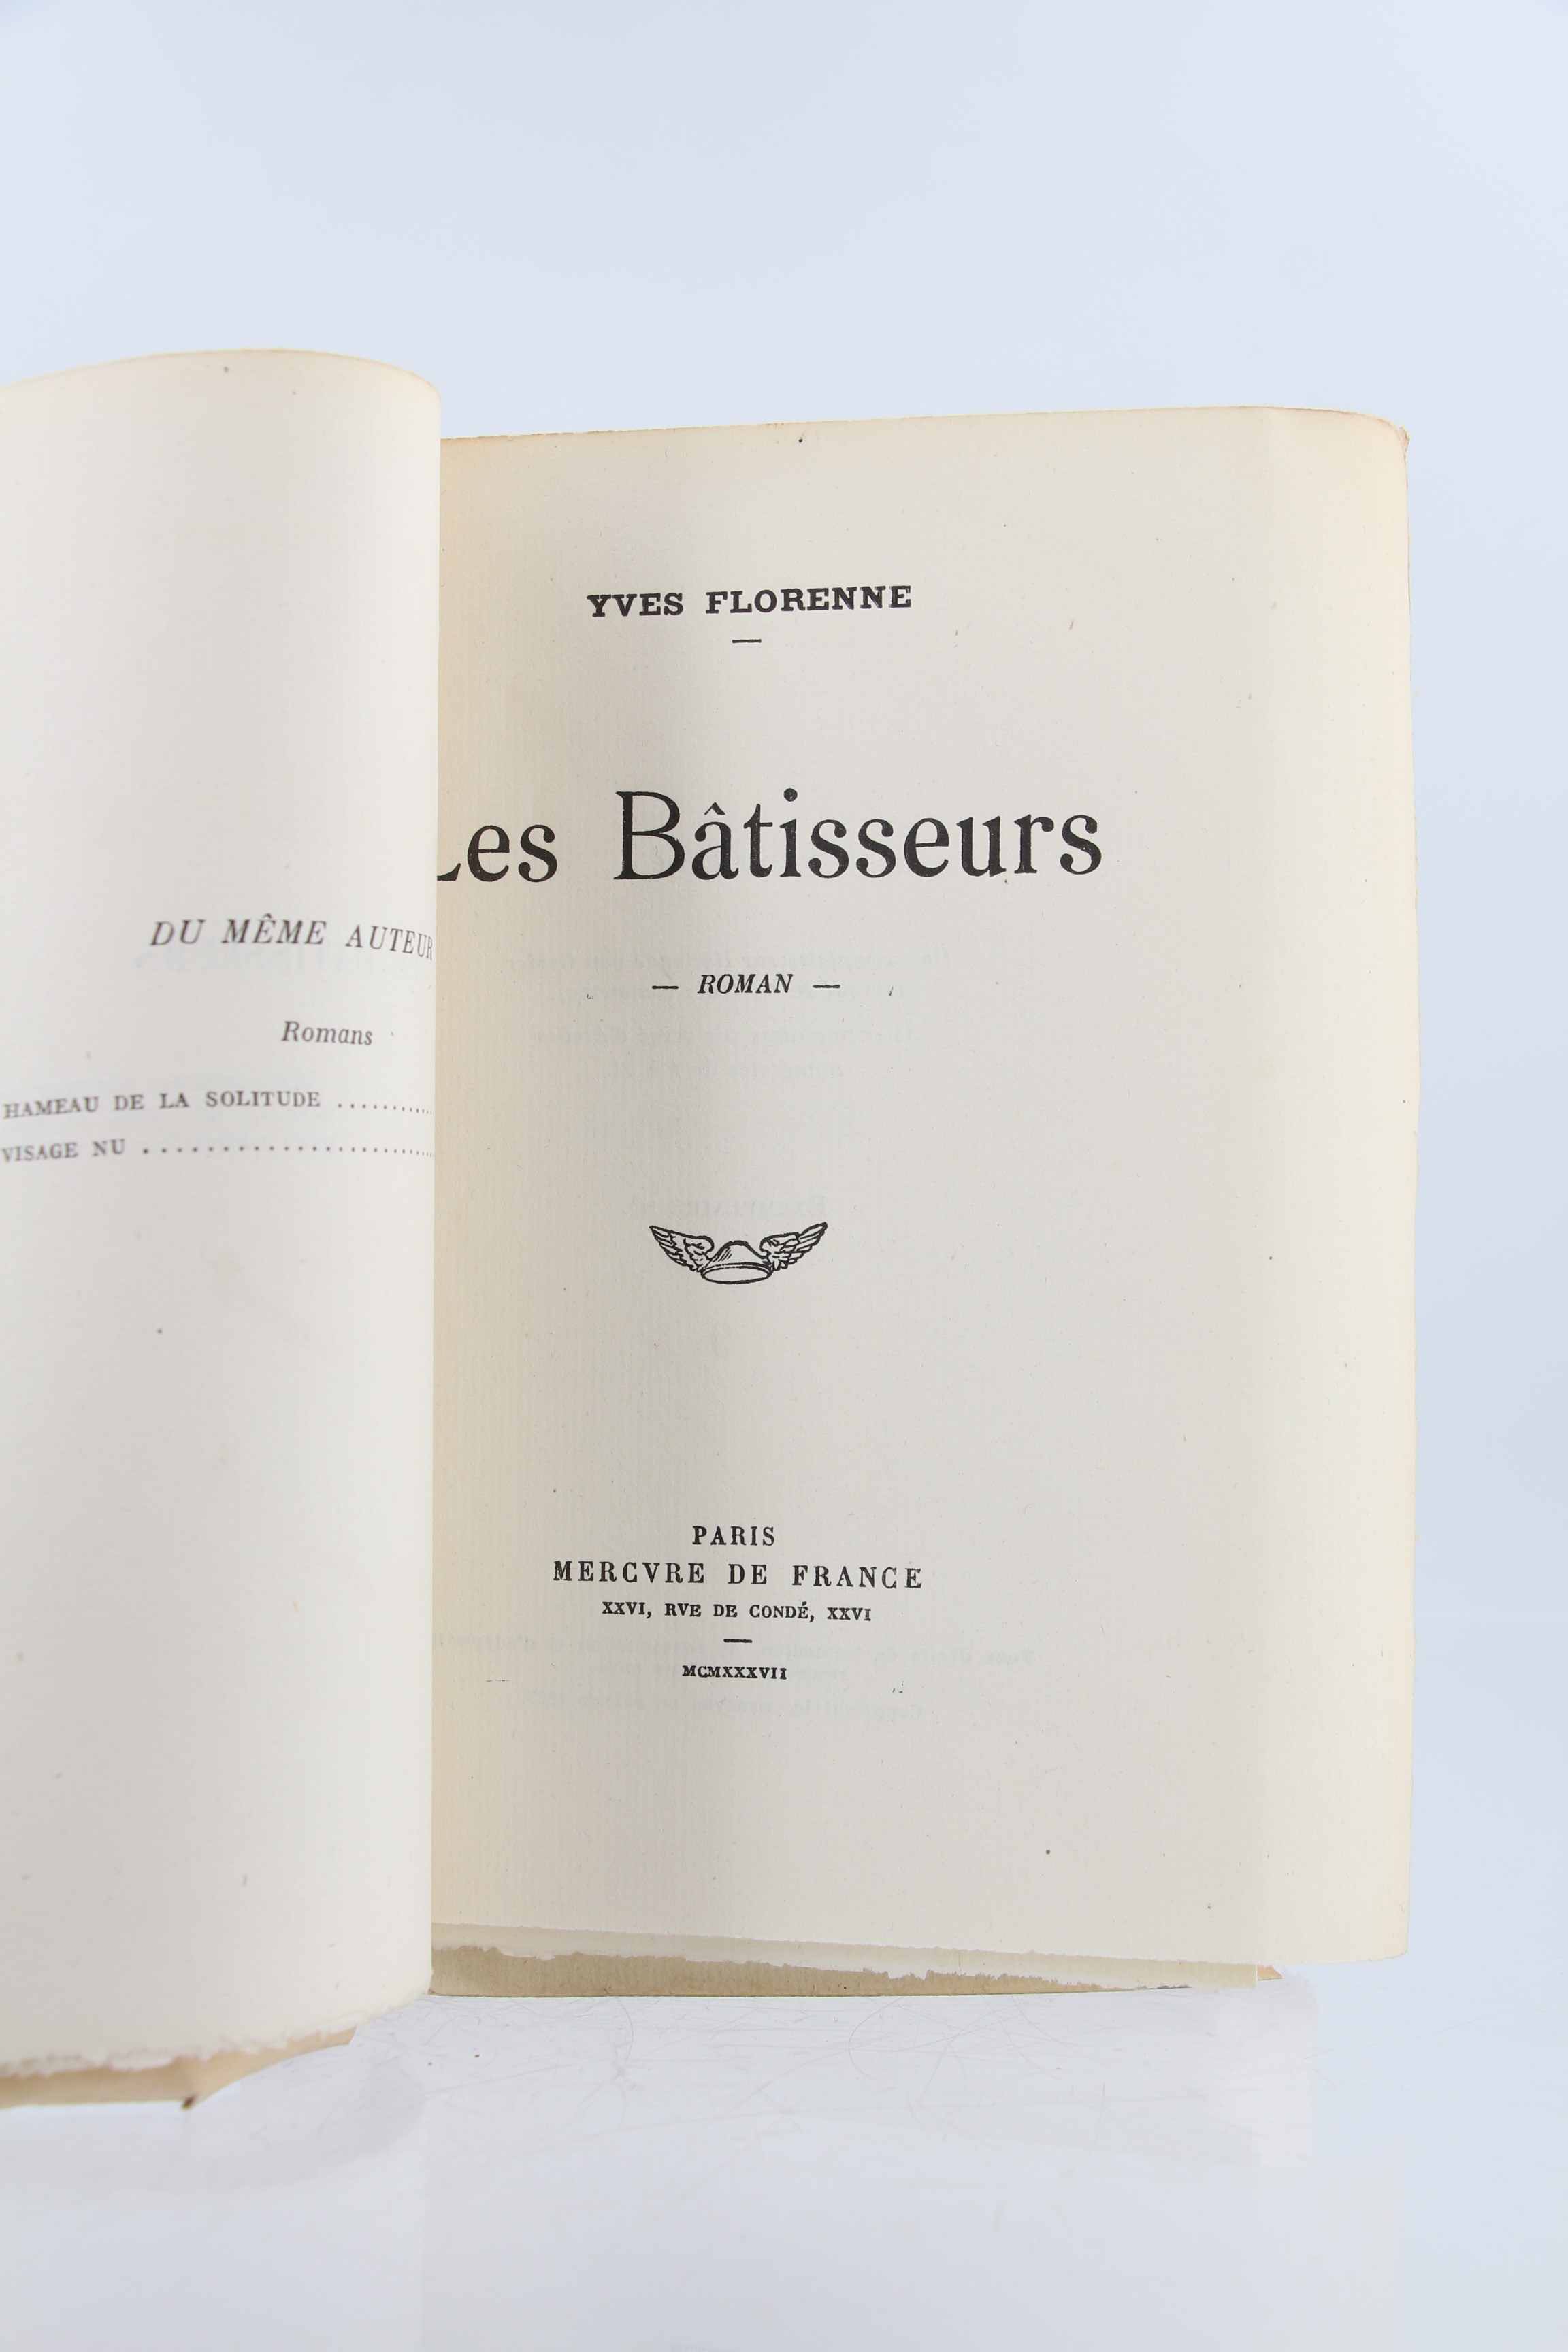 DU MÊME AUTEUR
Romans
HAMEAU DE LA SOLITUDE ............
VISAGE NU ........................
YVES FLORENNE
Les Bâtisseurs
— ROMAN —
PARIS
MERCVRE DE FRANCE
XXVI, RVE DE CONDÉ, XXVI
MCMXXXVII